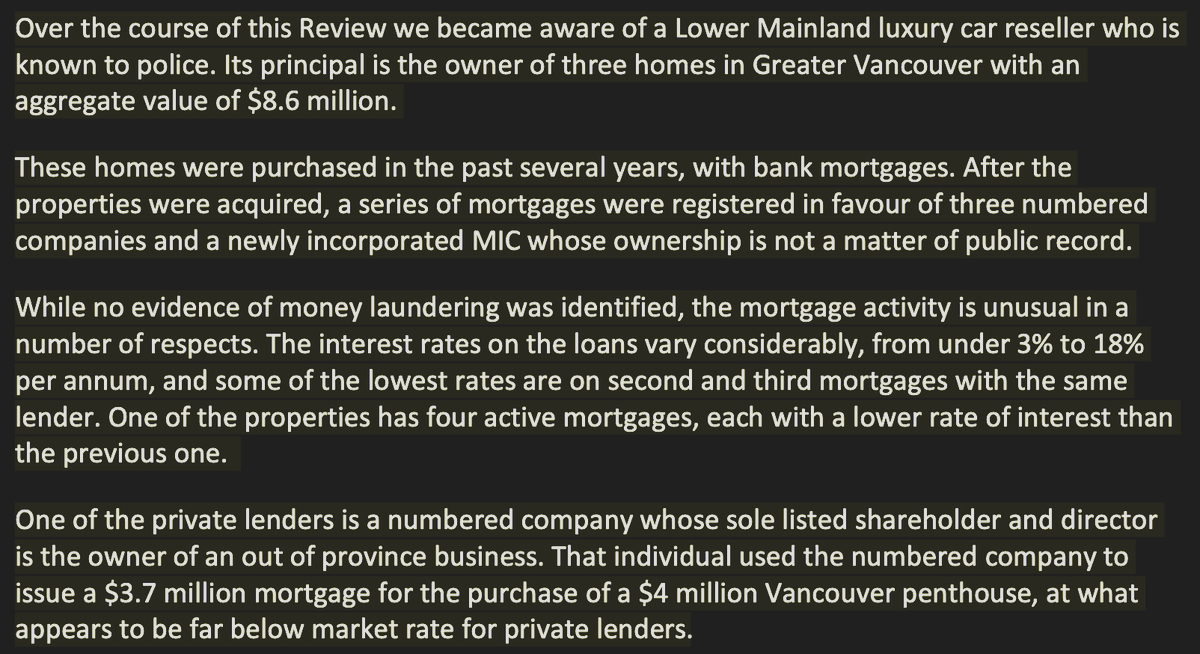 Over the course of this Review we became aware of a Lower Mainland luxury car reseller who is
known to police. Its principal is the owner of three homes in Greater Vancouver with an
aggregate value of $8.6 million.
These homes were purchased in the past several years, with bank mortgages. After the
properties were acquired, a series of mortgages were registered in favour of three numbered
companies and a newly incorporated MIC whose ownership is not a matter of public record.
While no evidence of money laundering was identified, the mortgage activity is unusual in a
number of respects. The interest rates on the loans vary considerably, from under 3% to 18%
per annum, and some of the lowest rates are on second and third mortgages with the same
lender. One of the properties has four active mortgages, each with a lower rate of interest than
the previous one.
One of the private lenders is a numbered company whose sole listed shareholder and director
is the owner of an out of province business. That individual used the numbered company to
issue a $3.7 million mortgage for the purchase of a $4 million Vancouver penthouse, at what
appears to be far below market rate for private lenders.